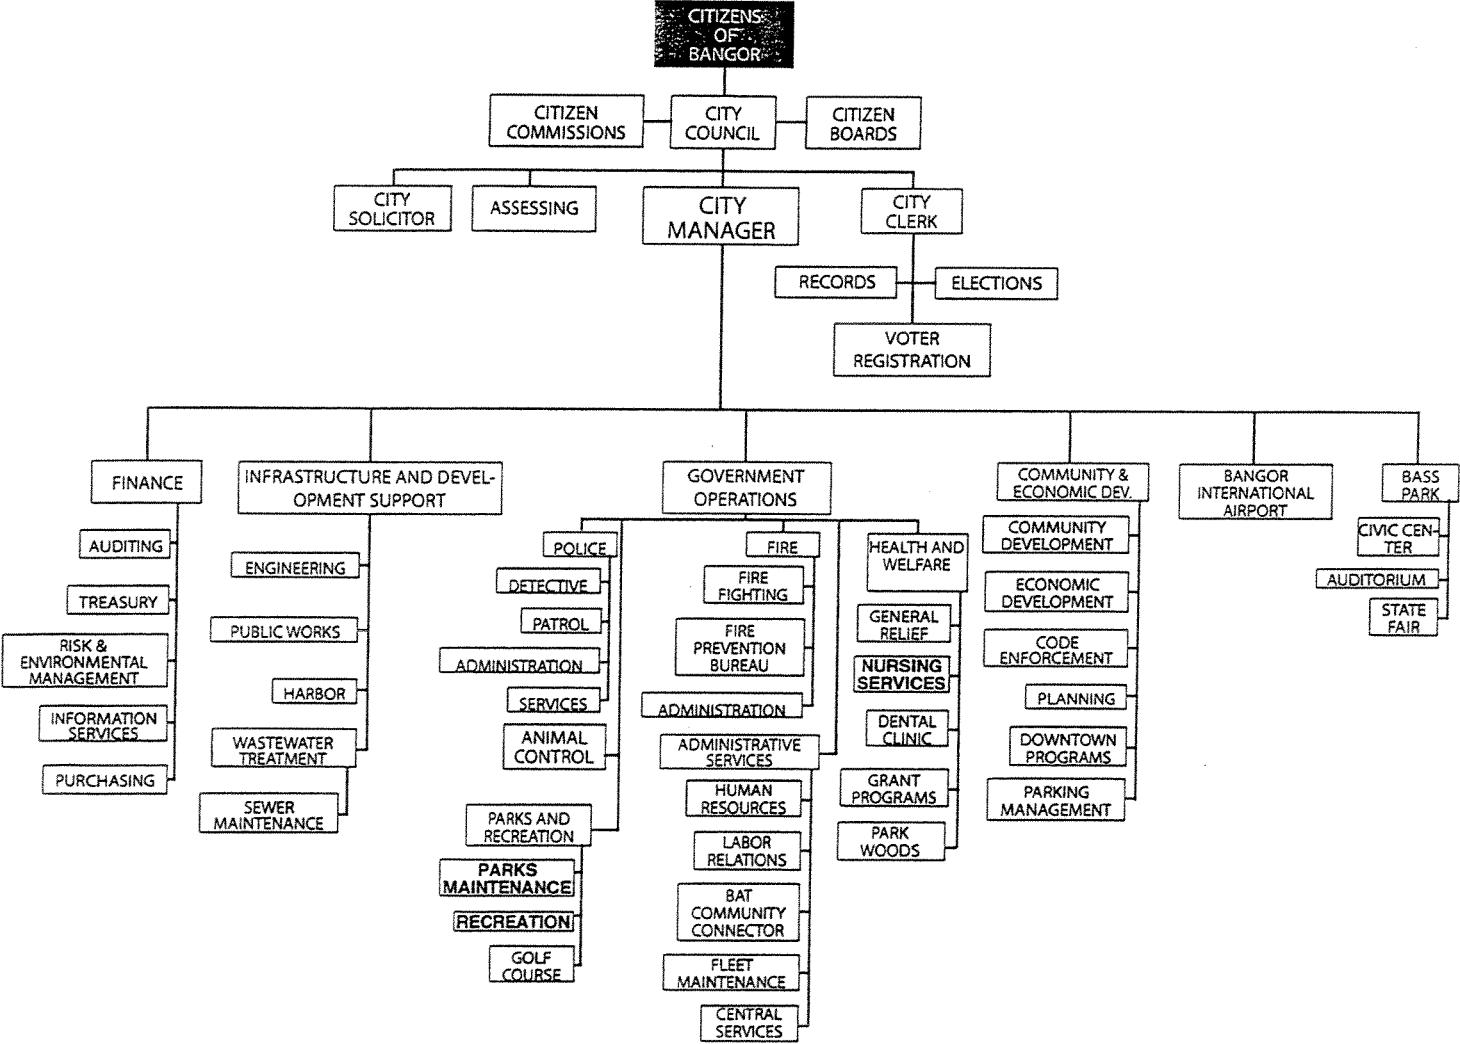 CITIZENS
OF
BANGOR
CITIZEN
COMMISSIONS
CITY
COUNCIL
CITIZEN
BOARDS
CITY
SOLICITOR
ASSESSING
CITY
MANAGER
CITY
CLERK
RECORDS
ELECTIONS
VOTER
REGISTRATION
FINANCE
AUDITING
TREASURY
RISK &
ENVIRONMENTAL
MANAGEMENT
INFORMATION
SERVICES
PURCHASING
INFRASTRUCTURE AND DEVEL-
OPMENT SUPPORT
ENGINEERING
PUBLIC WORKS
HARBOR
WASTEWATER
TREATMENT
SEWER
MAINTENANCE
GOVERNMENT
OPERATIONS
POLICE
DETECTIVE
PATROL
ADMINISTRATION
SERVICES
ANIMAL
CONTROL
PARKS AND
RECREATION
PARKS
MAINTENANCE
RECREATION
GOLF
COURSE
FIRE
FIRE
FIGHTING
FIRE
PREVENTION
BUREAU
ADMINISTRATION
ADMINISTRATIVE
SERVICES
HUMAN
RESOURCES
LABOR
RELATIONS
BAT
COMMUNITY
CONNECTOR
FLEET
MAINTENANCE
CENTRAL
SERVICES
HEALTH AND
WELFARE
GENERAL
RELIEF
NURSING
SERVICES
DENTAL
CLINIC
GRANT
PROGRAMS
PARK
WOODS
COMMUNITY &
ECONOMIC DEV.
COMMUNITY
DEVELOPMENT
ECONOMIC
DEVELOPMENT
CODE
ENFORCEMENT
PLANNING
DOWNTOWN
PROGRAMS
PARKING
MANAGEMENT
BANGOR
INTERNATIONAL
AIRPORT
BASS
PARK
CIVIC CEN-
TER
AUDITORIUM
STATE
FAIR